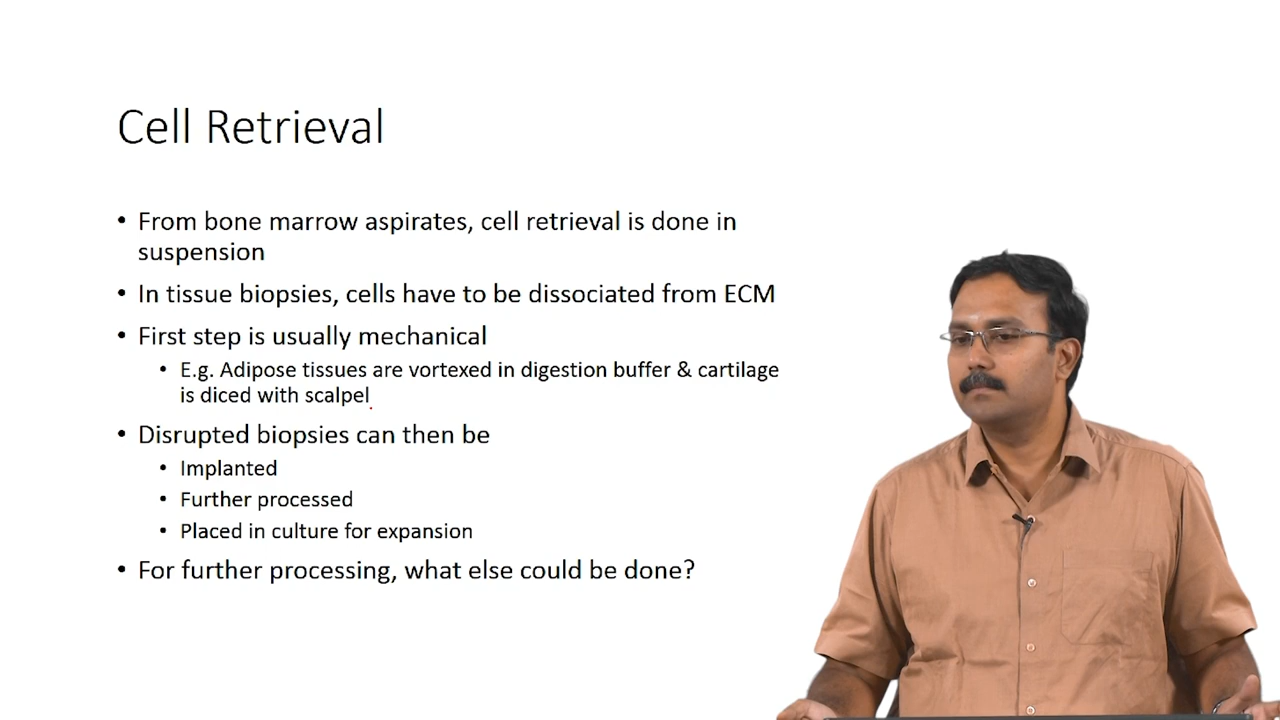 Cell Retrieval
• From bone marrow aspirates, cell retrieval is done in
suspension
• In tissue biopsies, cells have to be dissociated from ECM
• First step is usually mechanical
• E.g. Adipose tissues are vortexed in digestion buffer & cartilage
is diced with scalpel
• Disrupted biopsies can then be
• Implanted
• Further processed
• Placed in culture for expansion
• For further processing, what else could be done?